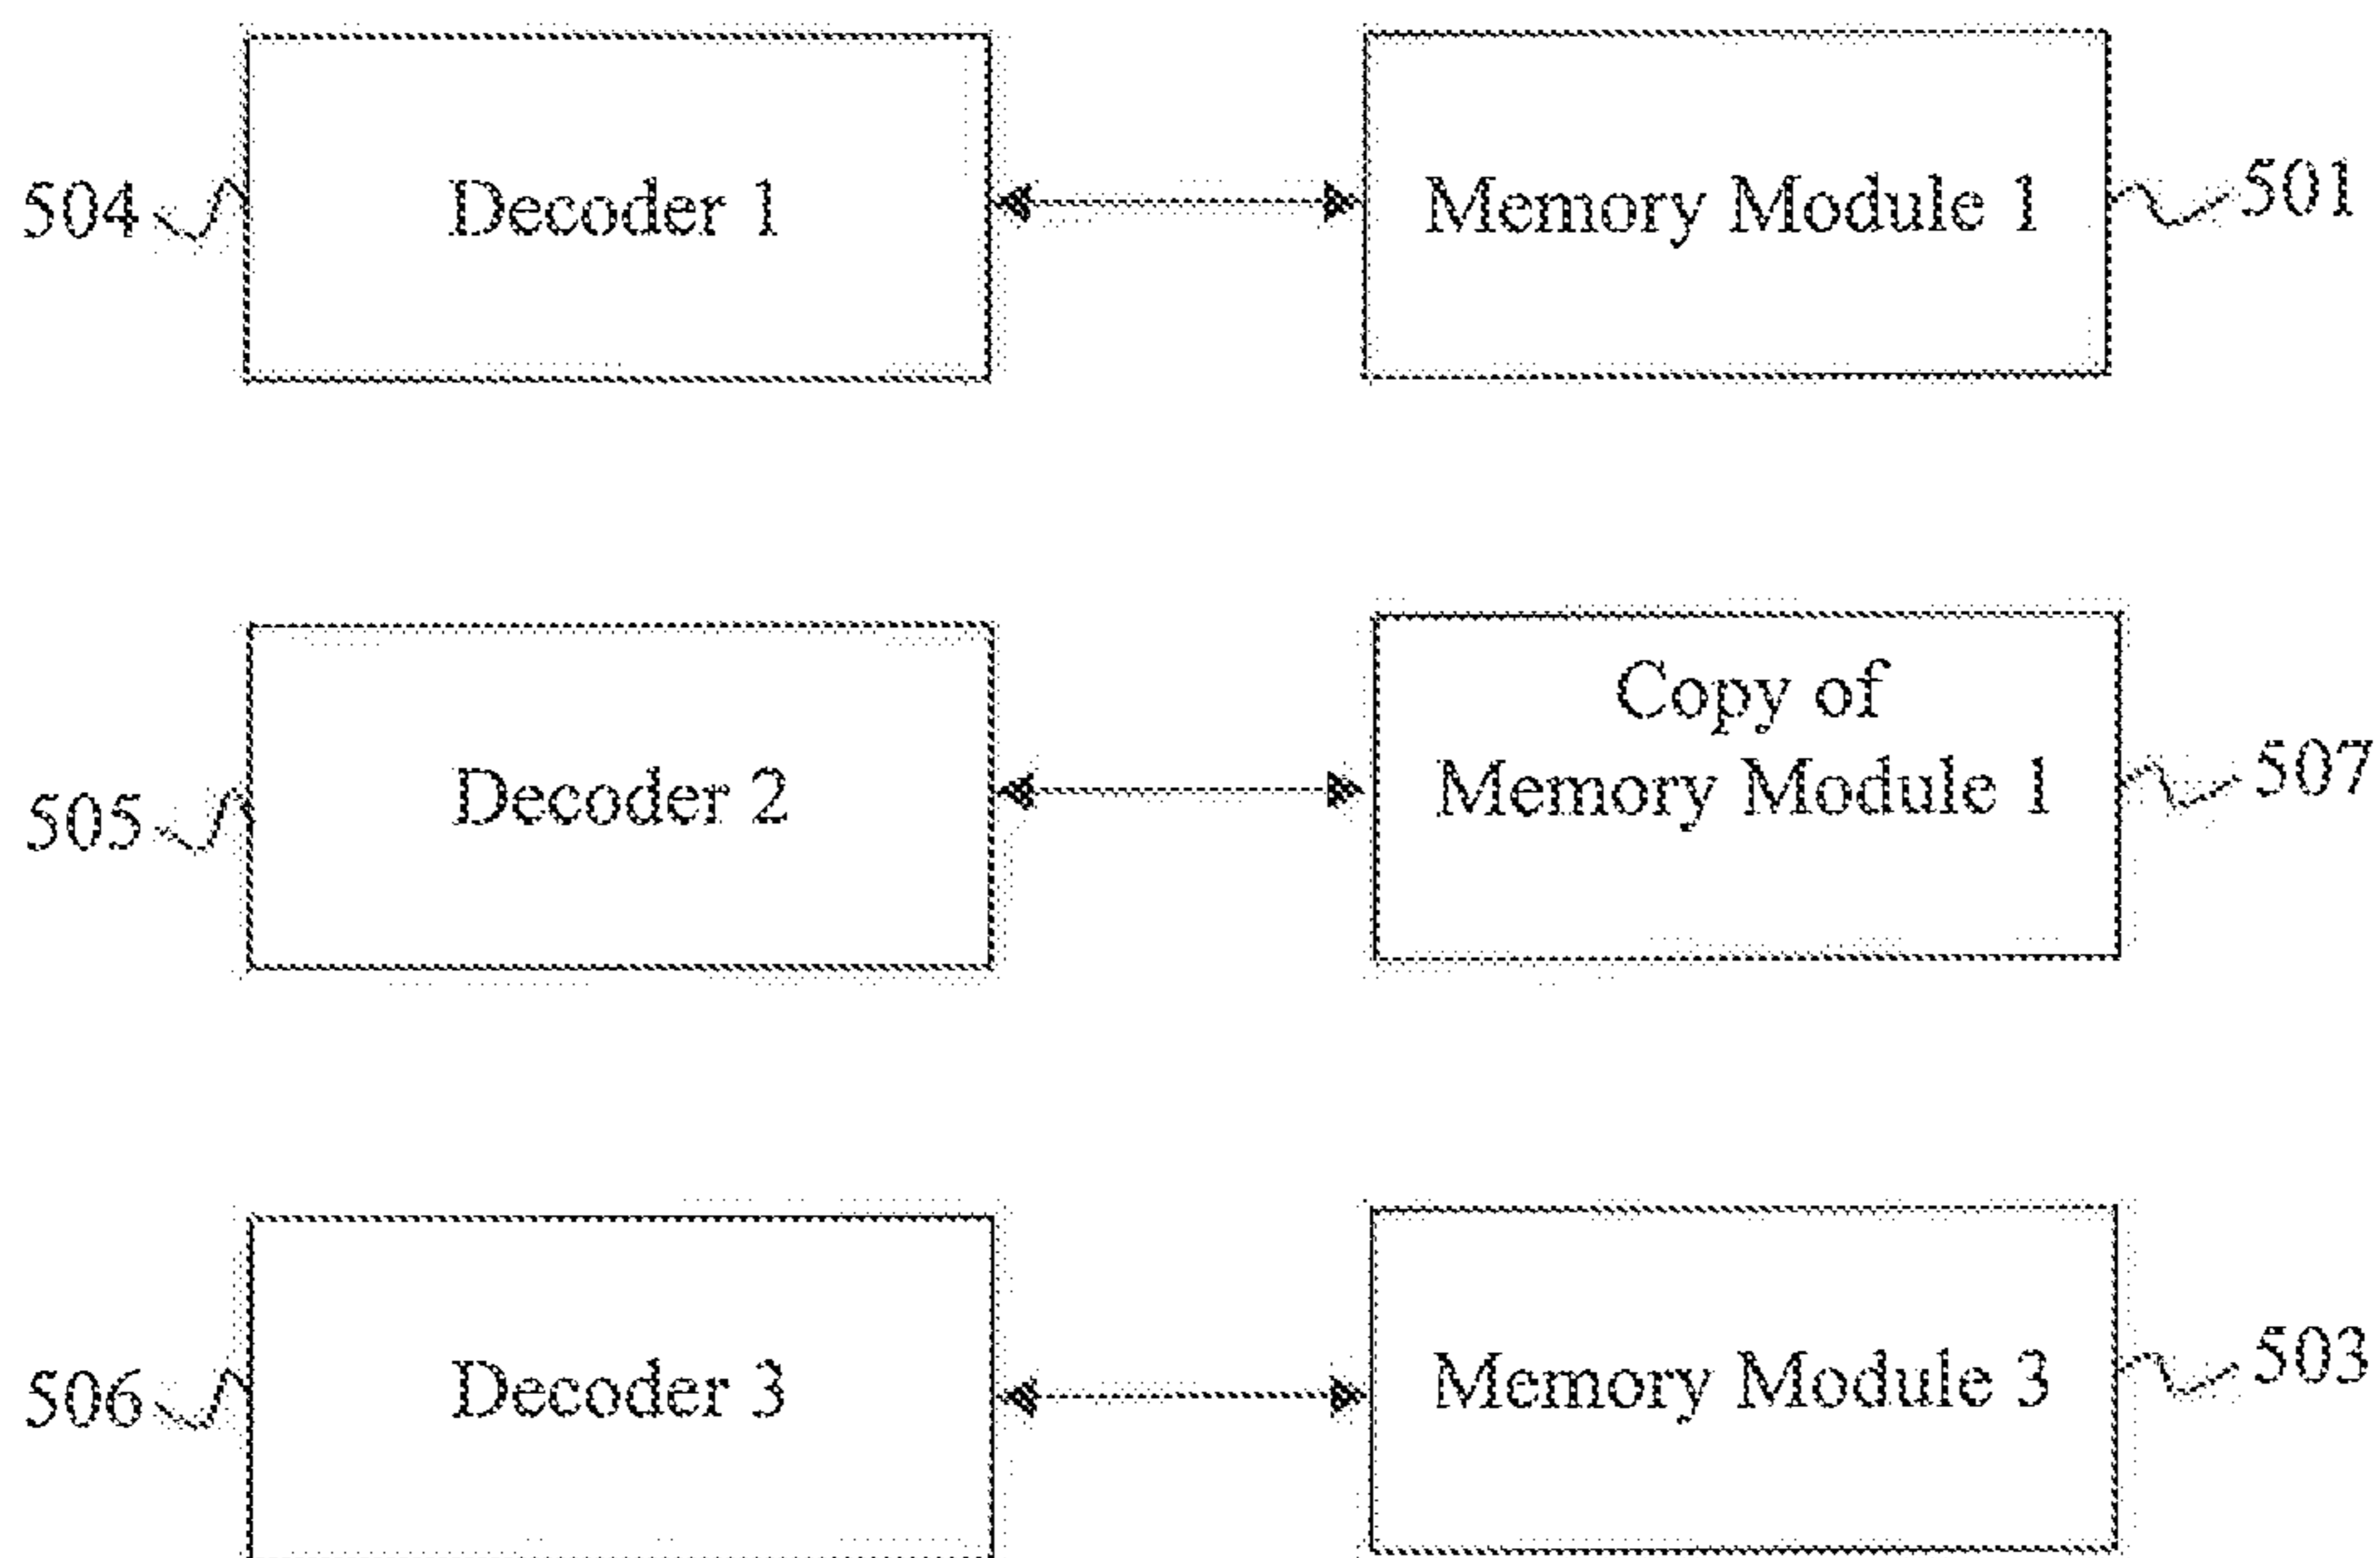 504 Decoder 1 Memory Module 1 501
Copy of
505 Decoder 2 Memory Module 1 507
506 Decoder 3 Memory Module 3 503